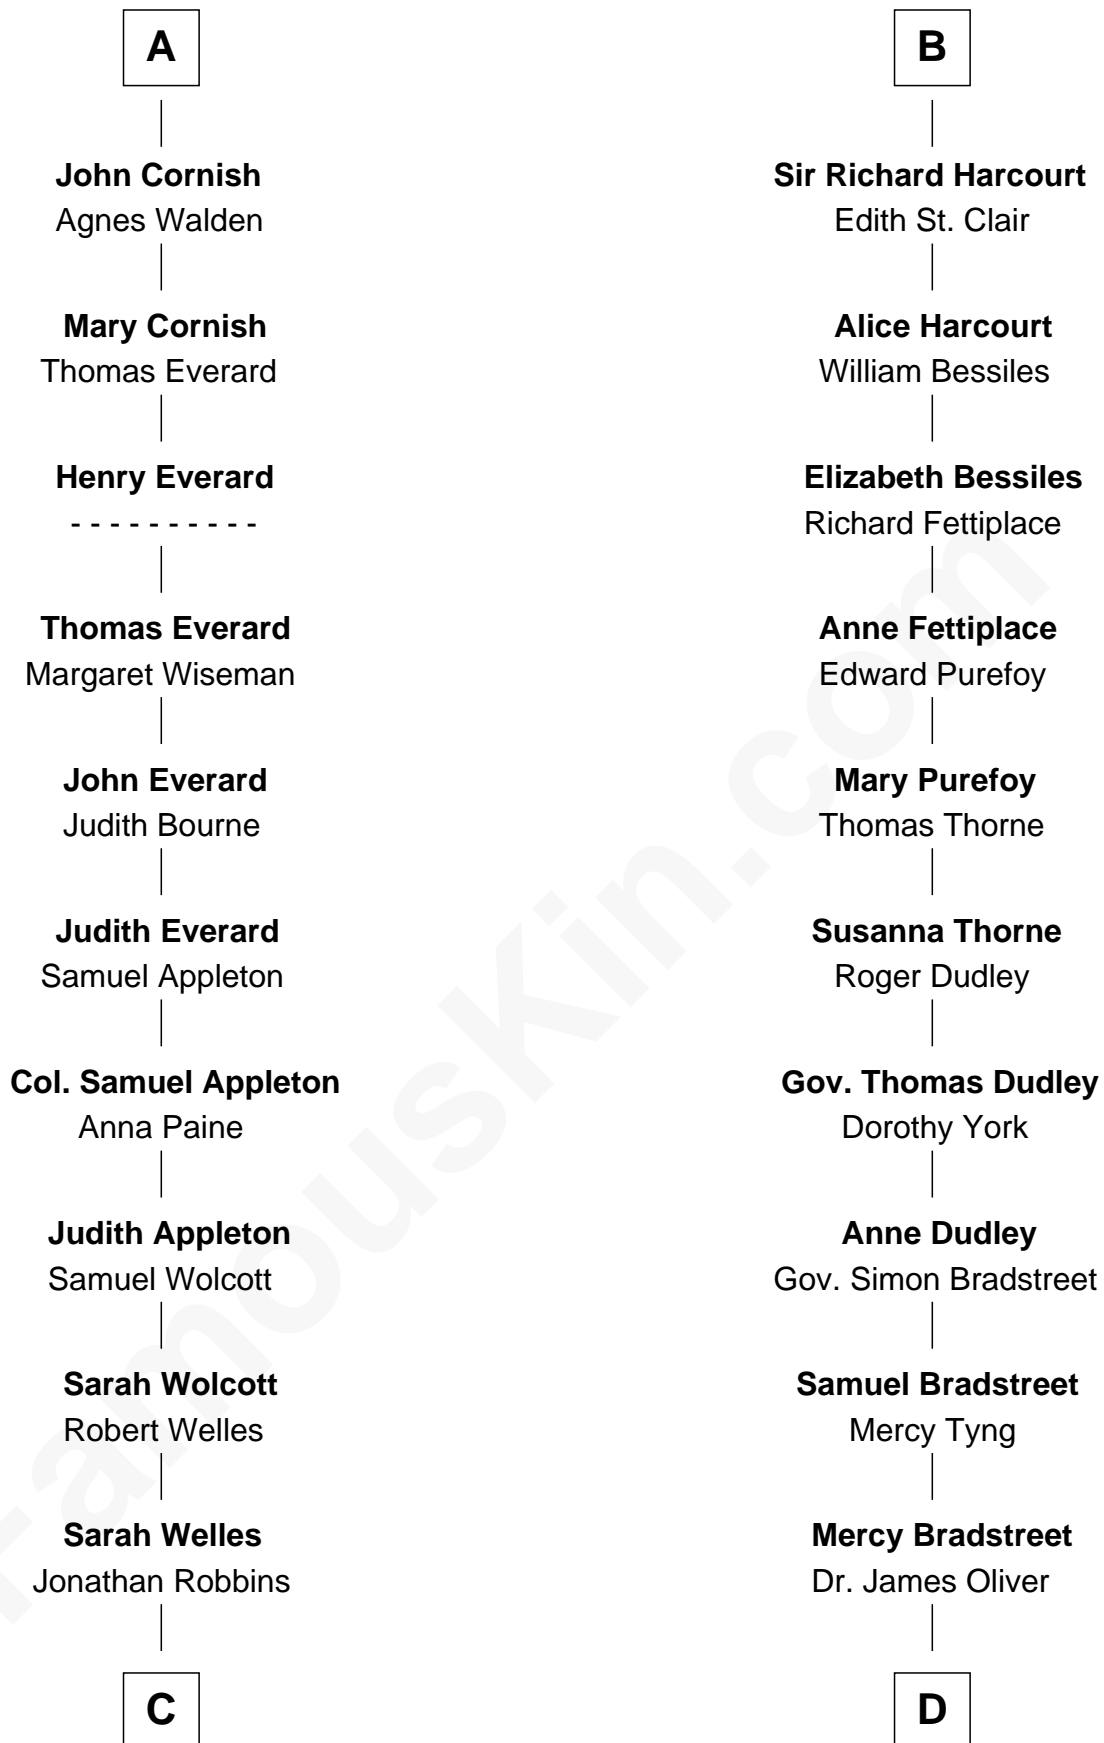 A
John Cornish
Agnes Walden
Mary Cornish
Thomas Everard
Henry Everard
- - - - - - - - - -
Thomas Everard
Margaret Wiseman
John Everard
Judith Bourne
Judith Everard
Samuel Appleton
Col. Samuel Appleton
Anna Paine
Judith Appleton
Samuel Wolcott
Sarah Wolcott
Robert Welles
Sarah Welles
Jonathan Robbins
C
B
Sir Richard Harcourt
Edith St. Clair
Alice Harcourt
William Bessiles
Elizabeth Bessiles
Richard Fettiplace
Anne Fettiplace
Edward Purefoy
Mary Purefoy
Thomas Thorne
Susanna Thorne
Roger Dudley
Gov. Thomas Dudley
Dorothy York
Anne Dudley
Gov. Simon Bradstreet
Samuel Bradstreet
Mercy Tyng
Mercy Bradstreet
Dr. James Oliver
D
FamousKin.com